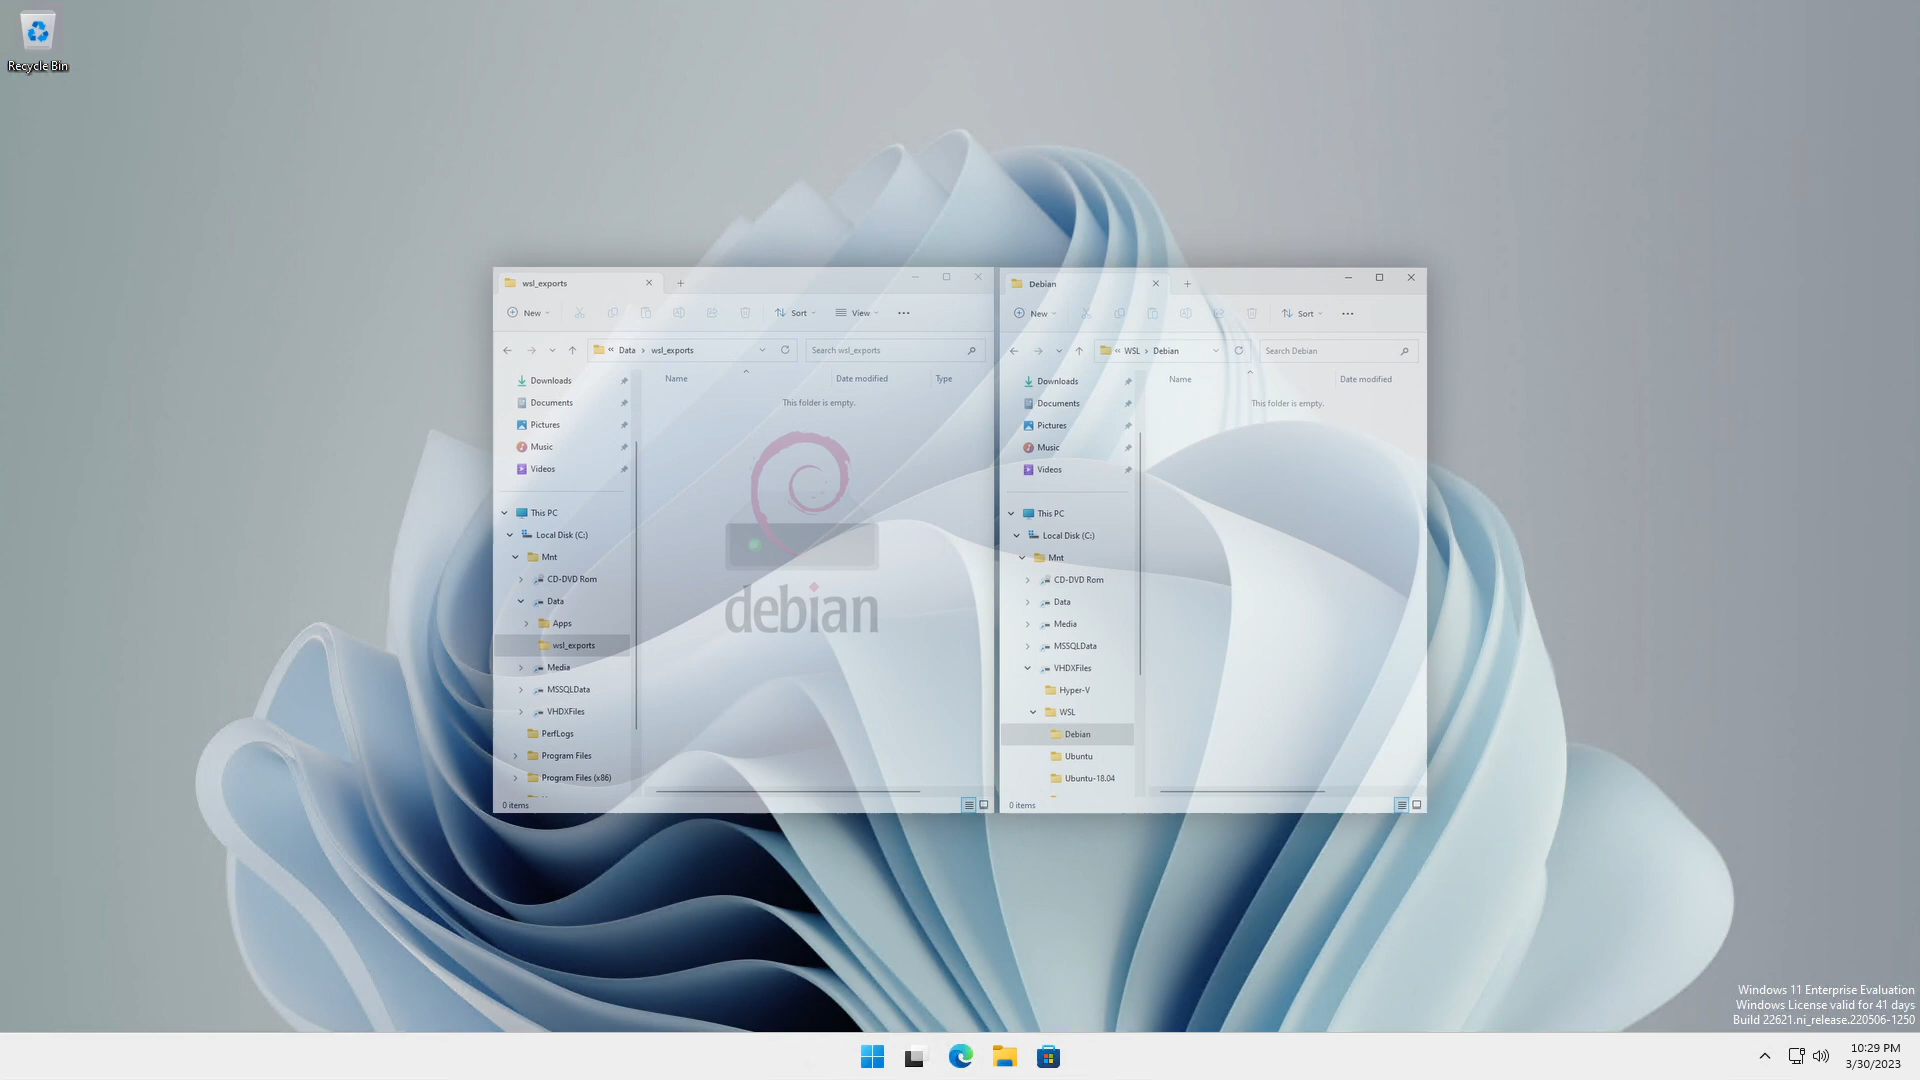 Recycle Bin
wsl_exports
New
Sort
View
Data
wsl_exports
Search wsl_exports
Name
Date modified
Type
This folder is empty.
Downloads
Documents
Pictures
Music
Videos
This PC
Local Disk (C:)
Mnt
CD-DVD Rom
Data
Apps
wsl_exports
Media
MSSQLData
VHDXFiles
PerfLogs
Program Files
Program Files (x86)
0 items
debian
Debian
New
Sort
WSL
Debian
Search Debian
Name
Date modified
This folder is empty.
Downloads
Documents
Pictures
Music
Videos
This PC
Local Disk (C:)
Mnt
CD-DVD Rom
Data
Media
MSSQLData
VHDXFiles
Hyper-V
WSL
Debian
Ubuntu
Ubuntu-18.04
0 items
Windows 11 Enterprise Evaluation
Windows License valid for 41 days
Build 22621.ni_release.220506-1250
10:29 PM
3/30/2023